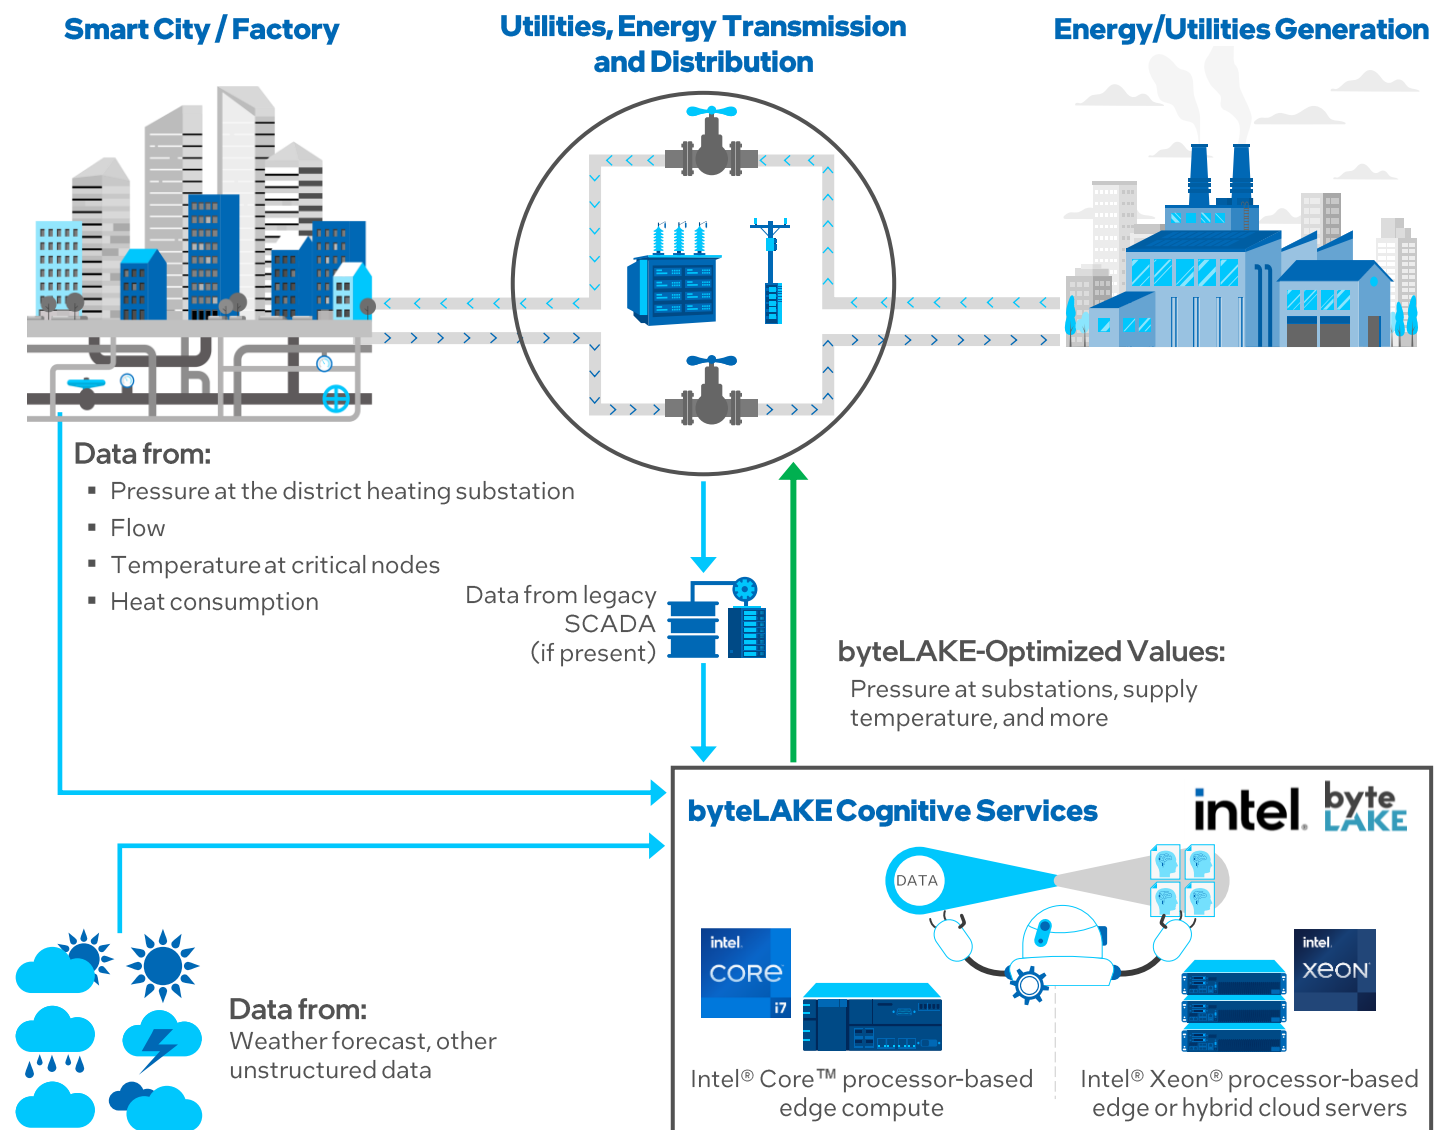 Smart City / Factory
Utilities, Energy Transmission
and Distribution
Energy/Utilities Generation
Data from:
▪ Pressure at the district heating substation
▪ Flow
▪ Temperature at critical nodes
▪ Heat consumption
Data from legacy
SCADA
(if present)
byteLAKE-Optimized Values:
Pressure at substations, supply
temperature, and more
byteLAKE Cognitive Services
intel®
byte
LAKE
DATA
intel.
CORE
i7
intel.
XEON®
Data from:
Weather forecast, other
unstructured data
Intel® Core™ processor-based
edge compute
Intel® Xeon® processor-based
edge or hybrid cloud servers